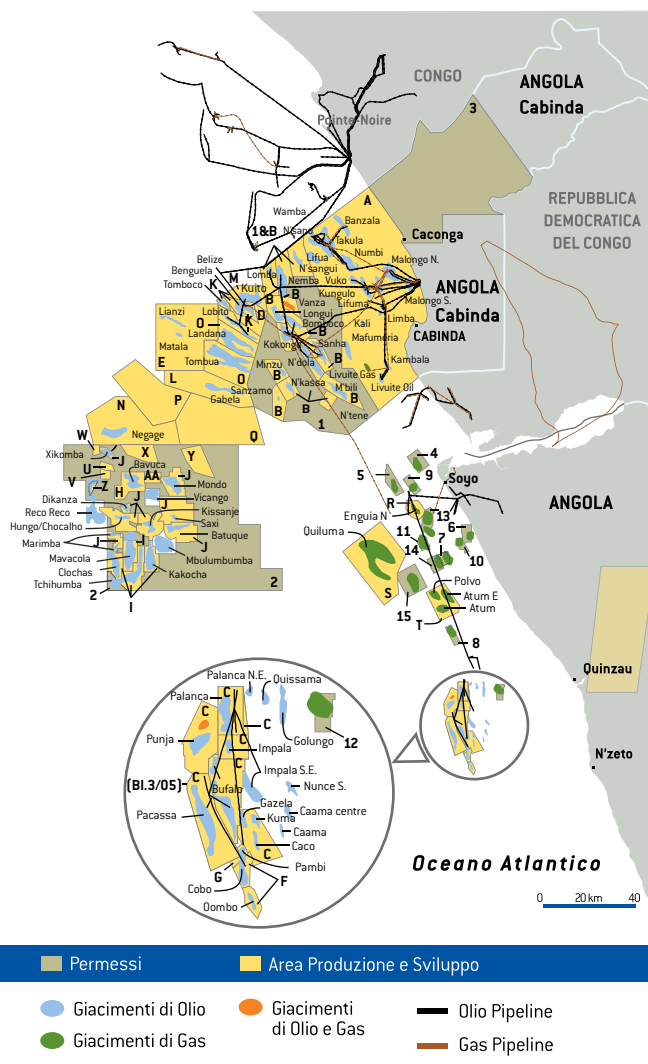 CONGO
ANGOLA
Cabinda
3
Pointe-Noire
REPUBBLICA
DEMOCRATICA
DEL CONGO
A
Wamba
Banzala
1&B
N'sano
Takula
Caconga
Numbi
Lifua
Belize
Malongo N.
Benguela
Lomba
N'sangui
Tomboco
K
M
Kuito
Nemba
Vuko
ANGOLA
Cabinda
Kungulo
B
B
Vanza
Lifuma
Malongo S.
Lianzi
Lobito
D
Longui
Limba
O
K
Bomboco
Kali
CABINDA
Landana
B
Mafumeria
Matala
Kokongo
Sanha
Tombua
Minzu
N'dola
B
Kambala
E
B
Livuite Gas
L
O
N'kassa
M'bili
Livuite Oil
Sanzamo
B
P
Gabela
B
B
N
N'tene
1
W
Negage
Q
Xikomba
J
X
Y
4
U
Bavuca
5
9
Soyo
V
Z
AA
J
Mondo
H
J
Vicango
R
Dikanza
J
Kissanje
Enguia N
13
Reco Reco
Saxi
6
ANGOLA
Hungo/Chocalho
Batuque
Quiluma
11
7
Marimba
J
J
J
14
10
Mavacola
Mbulumbumba
Clochas
Kakocha
Polvo
Tchihumba
2
S
Atum E
2
15
Atum
I
T
8
Palanca N.E.
Quissama
Quinzau
Palanca
C
C
C
Golungo
12
Punja
C
Impala
N'zeto
C
Impala S.E.
(Bl.3/05)
C
Nunce S.
Bufalo
Gazela
Caama centre
Pacassa
Kuma
Caama
Caco
C
Pambi
G
F
Cobo
Oombo
Oceano Atlantico
0 20 km 40
Permessi
Area Produzione e Sviluppo
Giacimenti di Olio
Giacimenti
di Olio e Gas
Olio Pipeline
Giacimenti di Gas
Gas Pipeline